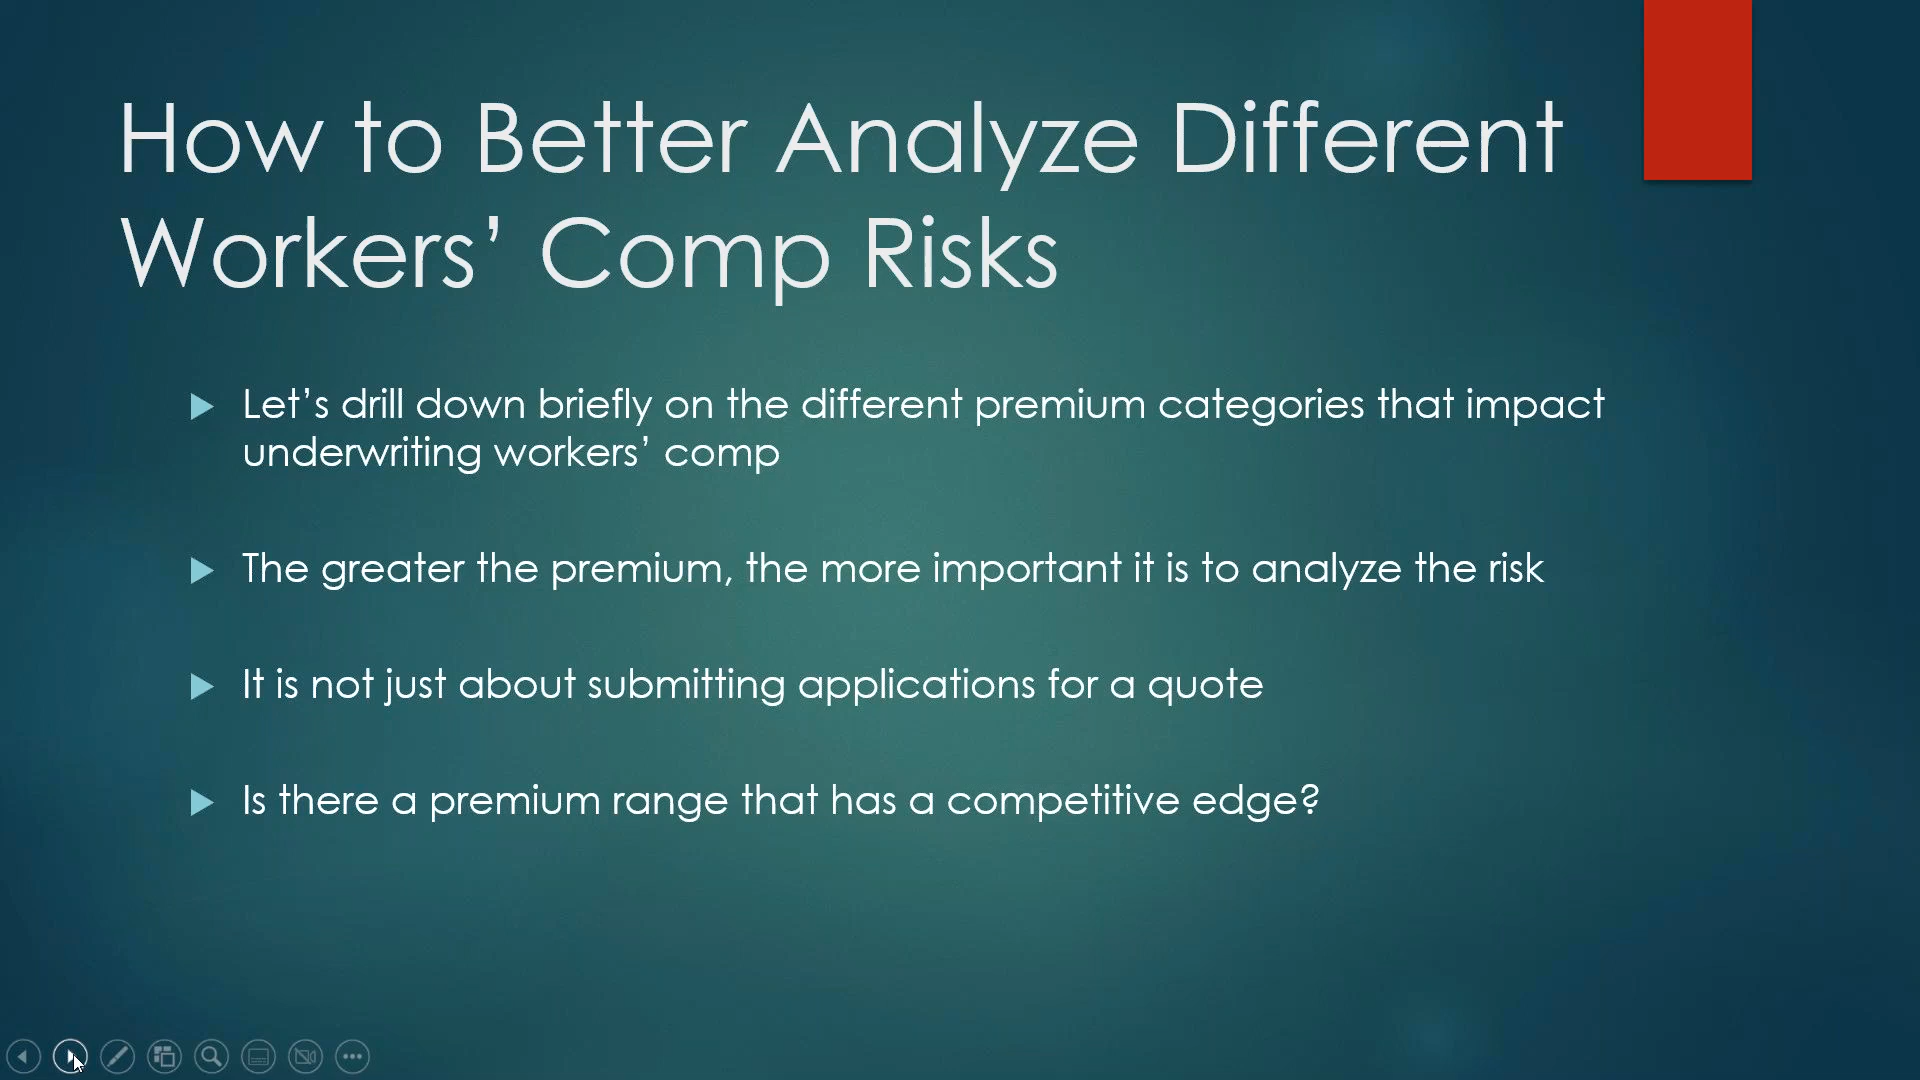 How to Better Analyze Different
Workers’ Comp Risks
Let’s drill down briefly on the different premium categories that impact
underwriting workers’ comp
The greater the premium, the more important it is to analyze the risk
It is not just about submitting applications for a quote
Is there a premium range that has a competitive edge?